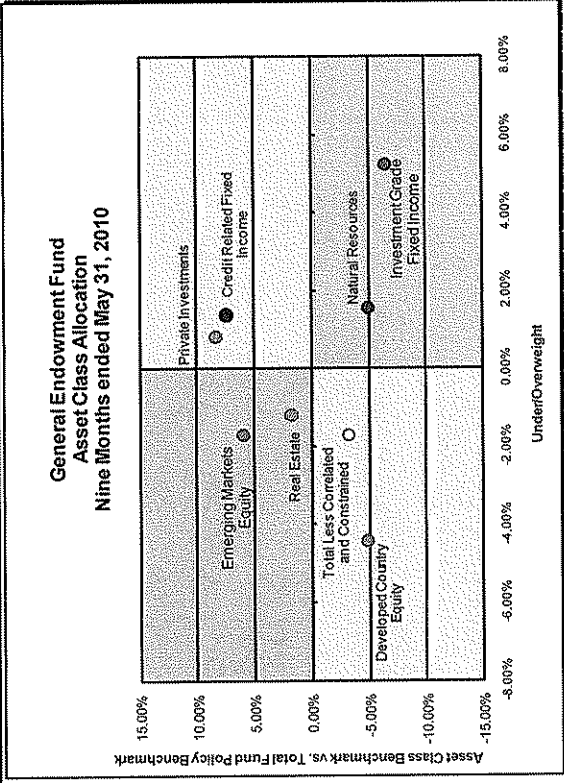 General Endowment Fund
Asset Class Allocation
Nine Months ended May 31, 2010
Asset Class Benchmark vs. Total Fund Policy Benchmark
15.00%
10.00%
5.00%
0.00%
-5.00%
-10.00%
-15.00%
Private Investments
Credit Related Fixed
Income
Emerging Markets
Equity
Real Estate
Total Less Correlated
and Constrained
Developed Country
Equity
Natural Resources
Investment Grade
Fixed Income
-8.00%
-6.00%
-4.00%
-2.00%
0.00%
2.00%
4.00%
6.00%
8.00%
Under/Overweight